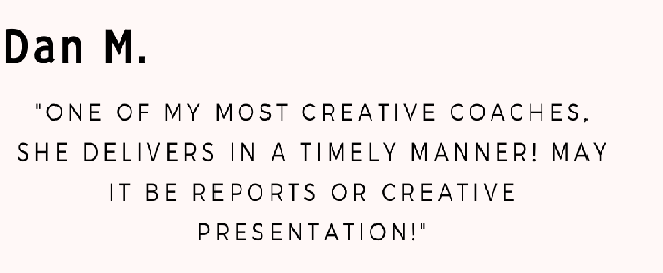 Dan M.
"ONE OF MY MOST CREATIVE COACHES,
SHE DELIVERS IN A TIMELY MANNER! MAY
IT BE REPORTS OR CREATIVE
PRESENTATION!"